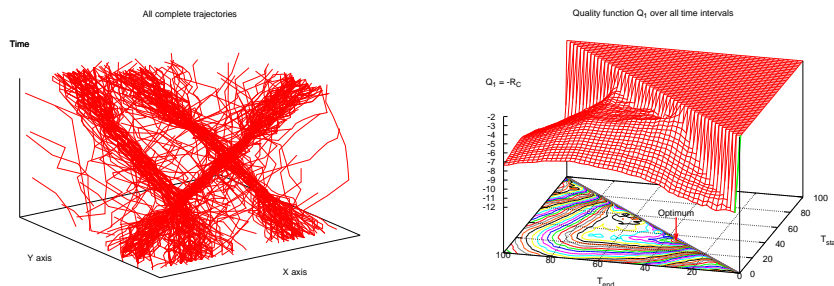 All complete trajectories
Time
Y axis
X axis
Quality function Q1 over all time intervals
Q1 = -RC
-2
-3
-4
-5
-6
-7
-8
-9
-10
-11
-12
Optimum
100
80
60
40
20
0
Tend
0
20
40
60
80
100
Tsta